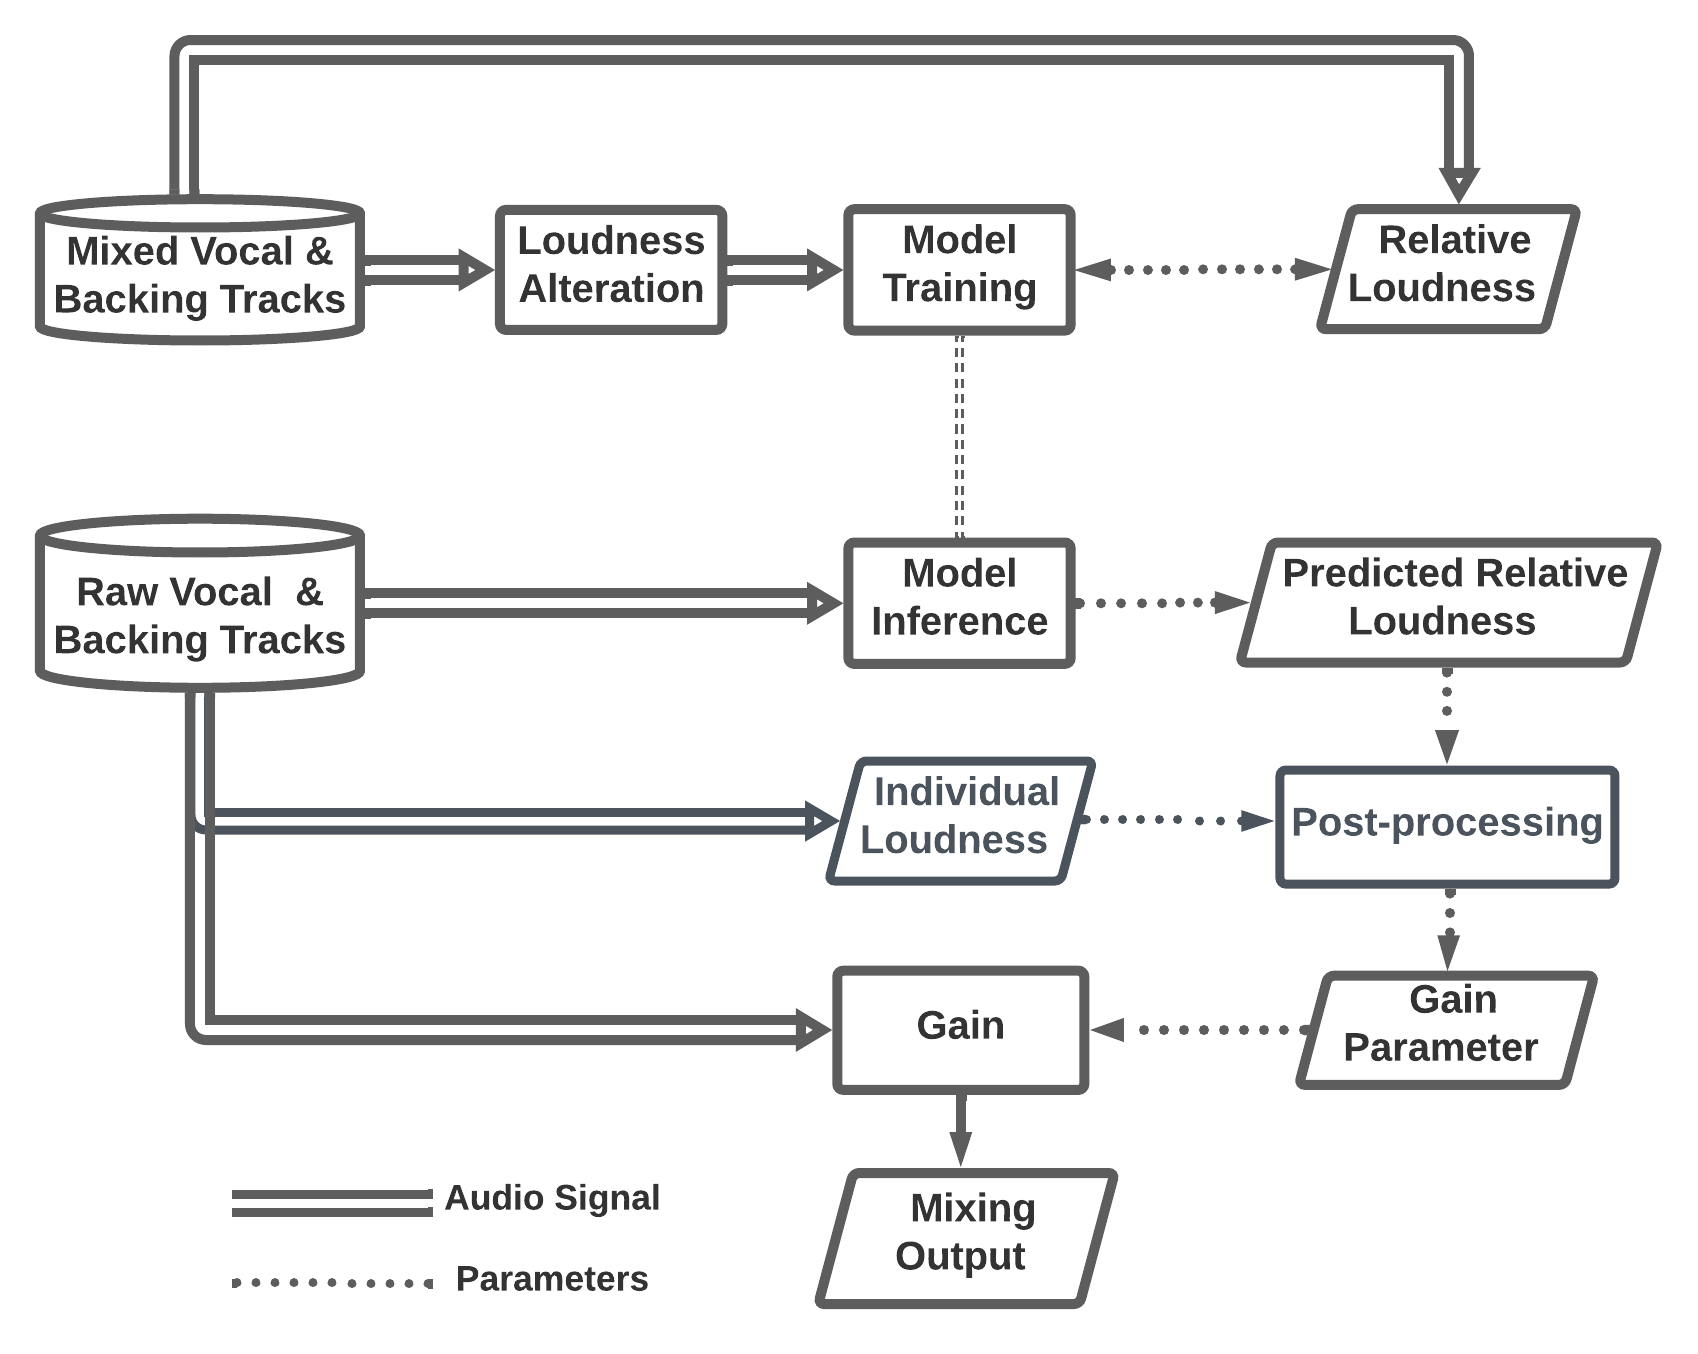 Mixed Vocal &
Backing Tracks
Loudness
Alteration
Model
Training
Relative
Loudness
Raw Vocal  &
Backing Tracks
Model
Inference
Predicted Relative
Loudness
Individual
Loudness
Post-processing
Gain
Gain
Parameter
Mixing
Output
Audio Signal
Parameters